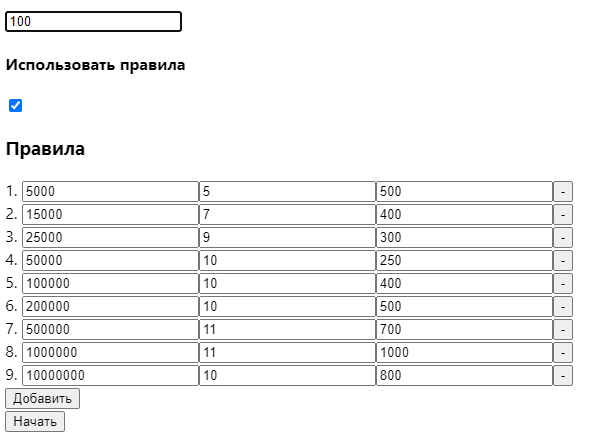 100
Использовать правила
Правила
1. 5000 5 500 -
2. 15000 7 400 -
3. 25000 9 300 -
4. 50000 10 250 -
5. 100000 10 400 -
6. 200000 10 500 -
7. 500000 11 700 -
8. 1000000 11 1000 -
9. 10000000 10 800 -
Добавить
Начать